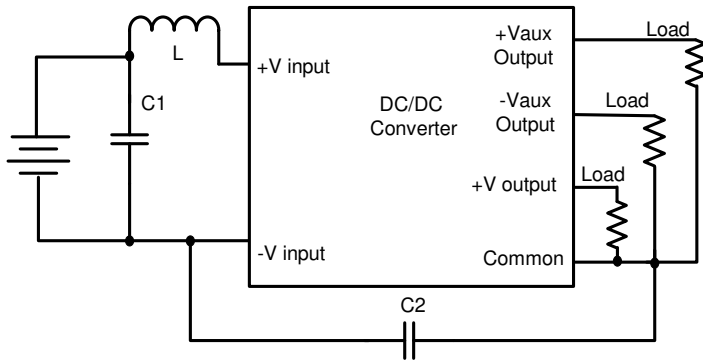 +Vaux
Output
Load
L
+V input
C1
DC/DC
Converter
-Vaux
Output
Load
+V output
Load
-V input
Common
C2